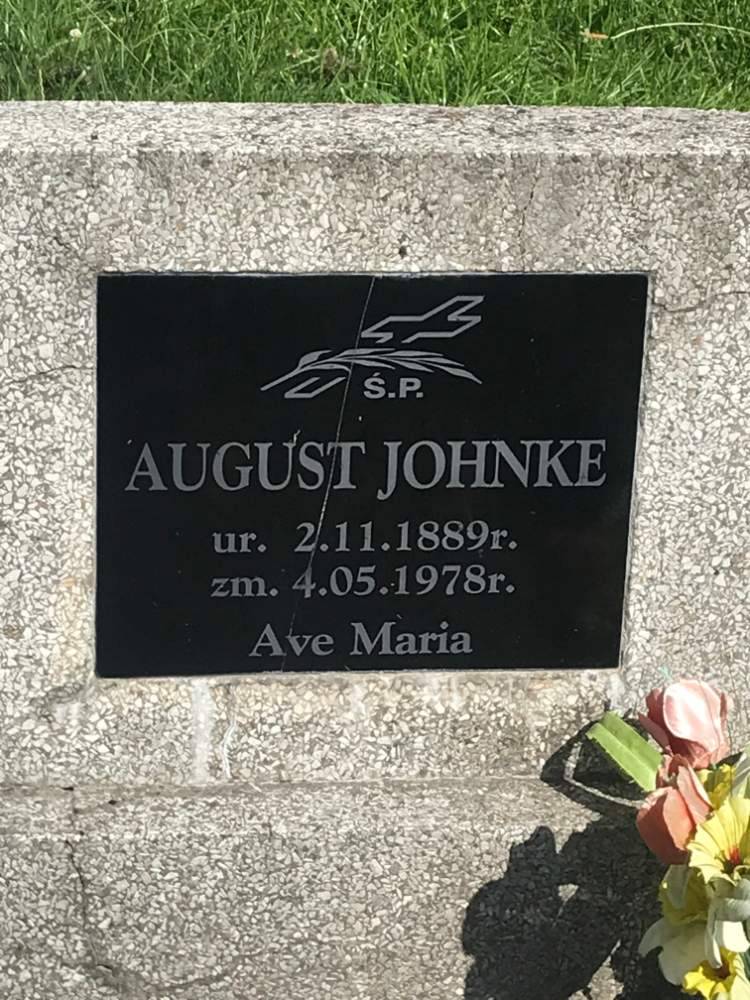 Ś.P.
AUGUST JOHNKE
ur. 2.11.1889r.
zm. 4.05.1978r.
Ave Maria